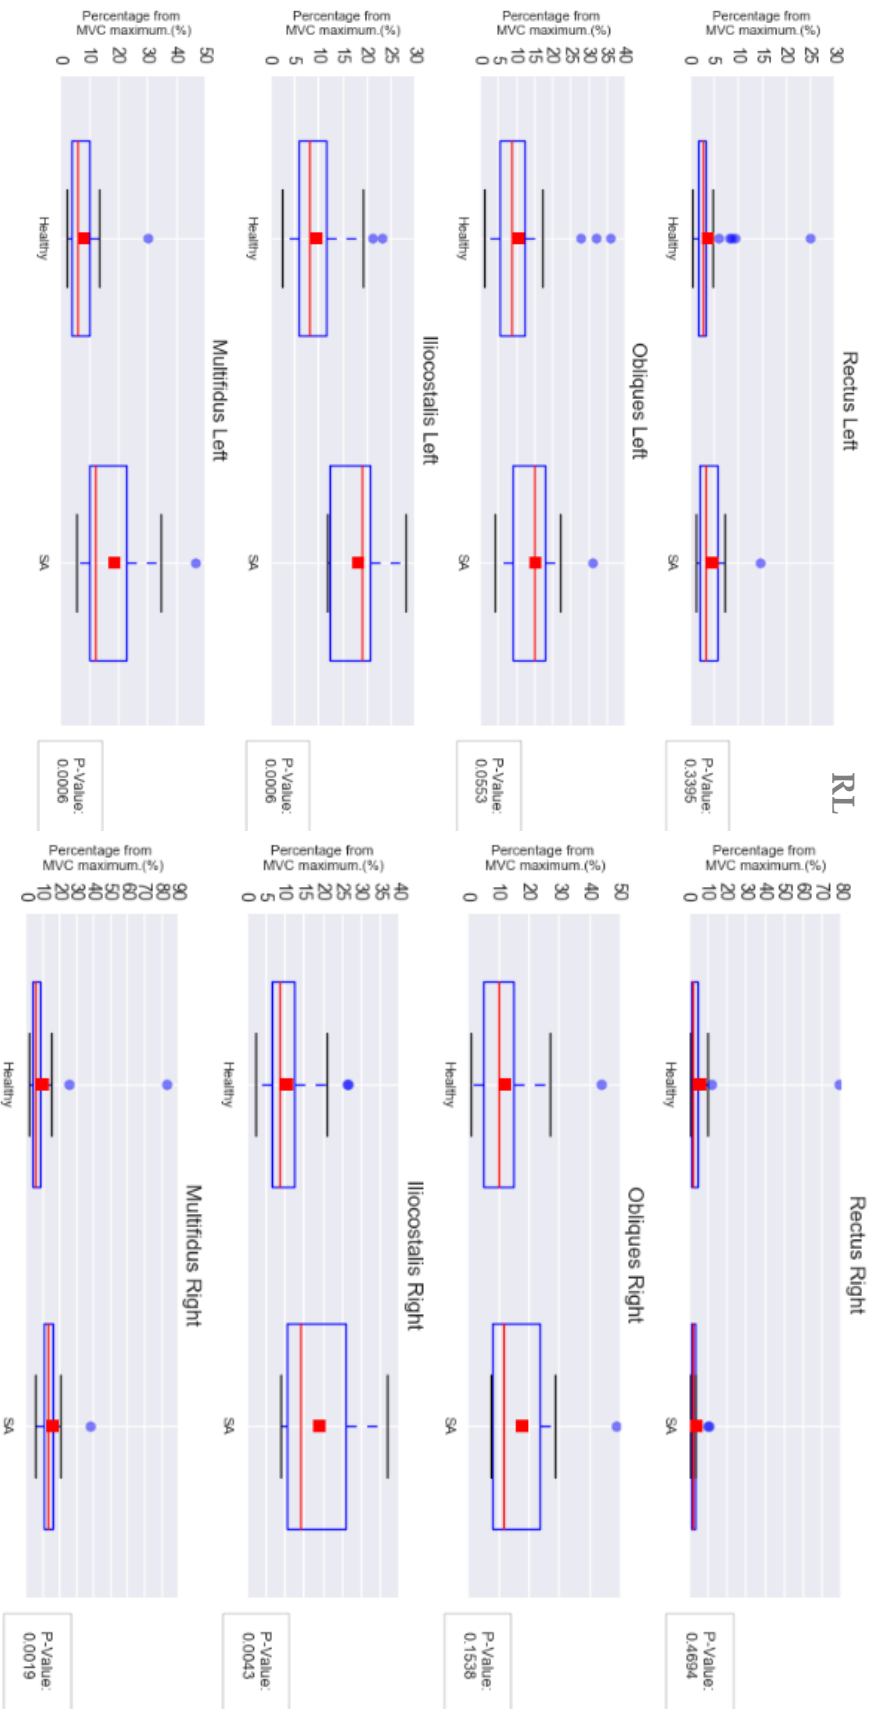 Rectus Left
Percentage from
MVC maximum.(%)
30
25
20
15
10
5
0
Healthy
SA
P-Value:
0.3395
RL
Rectus Right
Percentage from
MVC maximum.(%)
80
70
60
50
40
30
20
10
0
Healthy
SA
P-Value:
0.4694
Obliques Left
Percentage from
MVC maximum.(%)
40
35
30
25
20
15
10
5
0
Healthy
SA
P-Value:
0.0553
Obliques Right
Percentage from
MVC maximum.(%)
50
40
30
20
10
0
Healthy
SA
P-Value:
0.1538
Iliocostalis Left
Percentage from
MVC maximum.(%)
30
25
20
15
10
5
0
Healthy
SA
P-Value:
0.0006
Iliocostalis Right
Percentage from
MVC maximum.(%)
40
35
30
25
20
15
10
5
0
Healthy
SA
P-Value:
0.0043
Multifidus Left
Percentage from
MVC maximum.(%)
50
40
30
20
10
0
Healthy
SA
P-Value:
0.0006
Multifidus Right
Percentage from
MVC maximum.(%)
90
80
70
60
50
40
30
20
10
0
Healthy
SA
P-Value:
0.0019